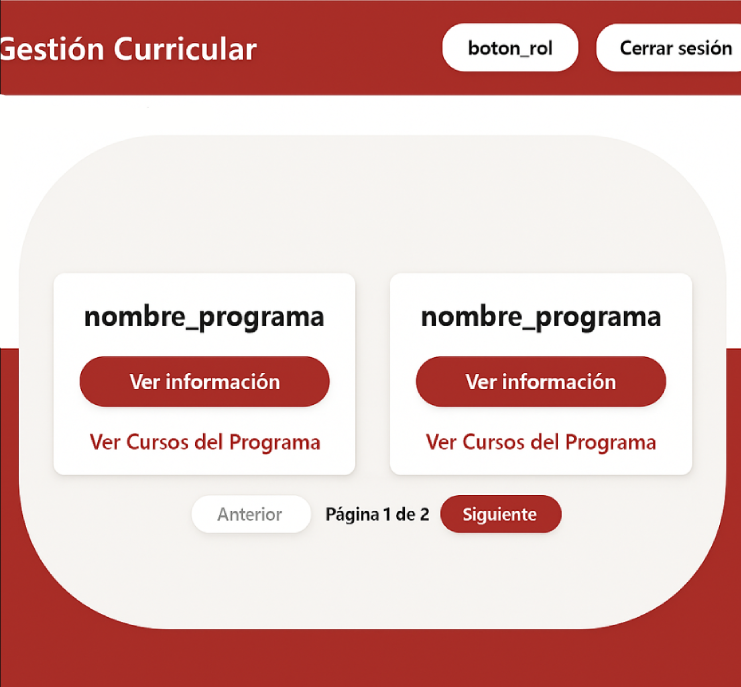 Gestión Curricular
boton_rol
Cerrar sesión
nombre_programa
Ver información
Ver Cursos del Programa
nombre_programa
Ver información
Ver Cursos del Programa
Anterior
Página 1 de 2
Siguiente